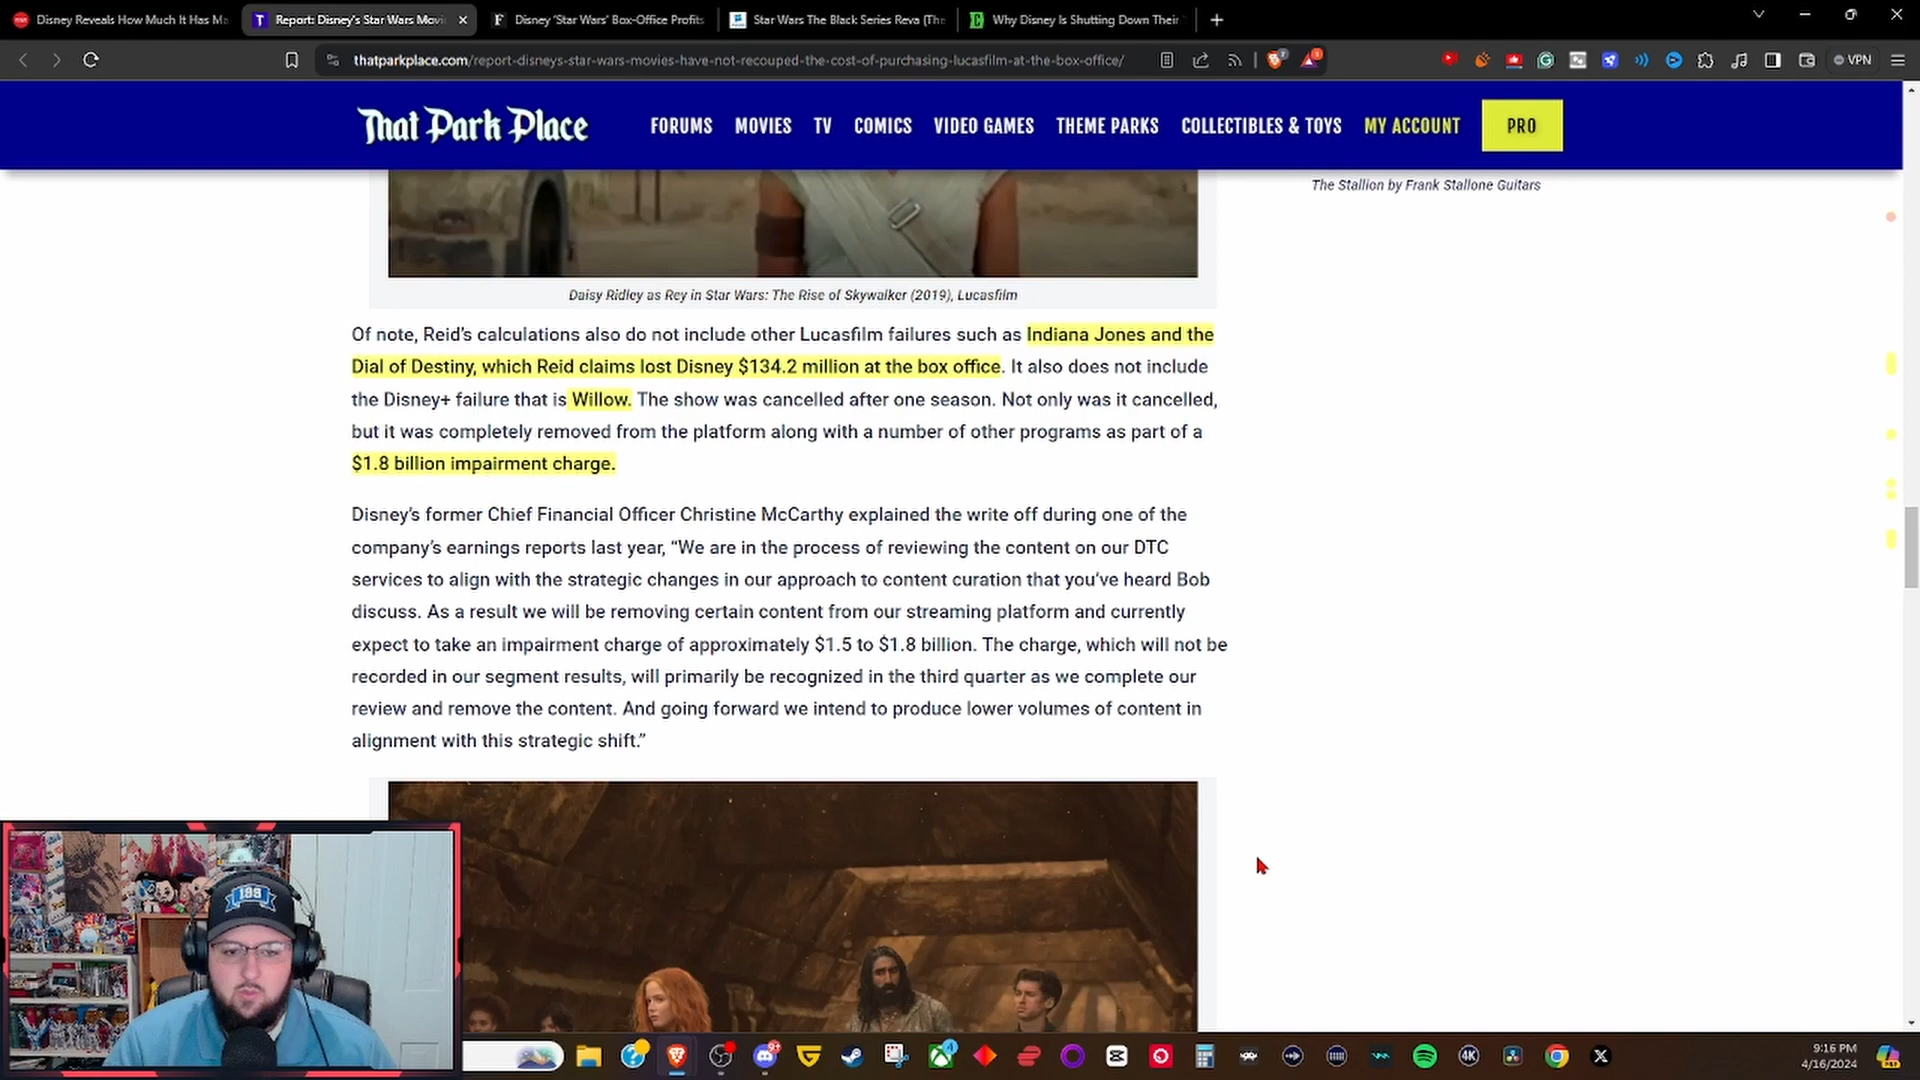 Disney Reveals How Much It Has Ma
Report: Disney's Star Wars Movi
Disney 'Star Wars' Box-Office Profits
Star Wars The Black Series Reva (The
Why Disney Is Shutting Down Their
thatparkplace.com/report-disneys-star-wars-movies-have-not-recouped-the-cost-of-purchasing-lucasfilm-at-the-box-office/
VPN
That Park Place
FORUMS MOVIES TV COMICS VIDEO GAMES THEME PARKS COLLECTIBLES & TOYS MY ACCOUNT PRO
The Stallion by Frank Stallone Guitars
Daisy Ridley as Rey in Star Wars: The Rise of Skywalker (2019), Lucasfilm
Of note, Reid's calculations also do not include other Lucasfilm failures such as Indiana Jones and the
Dial of Destiny, which Reid claims lost Disney $134.2 million at the box office. It also does not include
the Disney+ failure that is Willow. The show was cancelled after one season. Not only was it cancelled,
but it was completely removed from the platform along with a number of other programs as part of a
$1.8 billion impairment charge.
Disney's former Chief Financial Officer Christine McCarthy explained the write off during one of the
company's earnings reports last year, "We are in the process of reviewing the content on our DTC
services to align with the strategic changes in our approach to content curation that you've heard Bob
discuss. As a result we will be removing certain content from our streaming platform and currently
expect to take an impairment charge of approximately $1.5 to $1.8 billion. The charge, which will not be
recorded in our segment results, will primarily be recognized in the third quarter as we complete our
review and remove the content. And going forward we intend to produce lower volumes of content in
alignment with this strategic shift."
199
4K
9:16 PM
4/16/2024